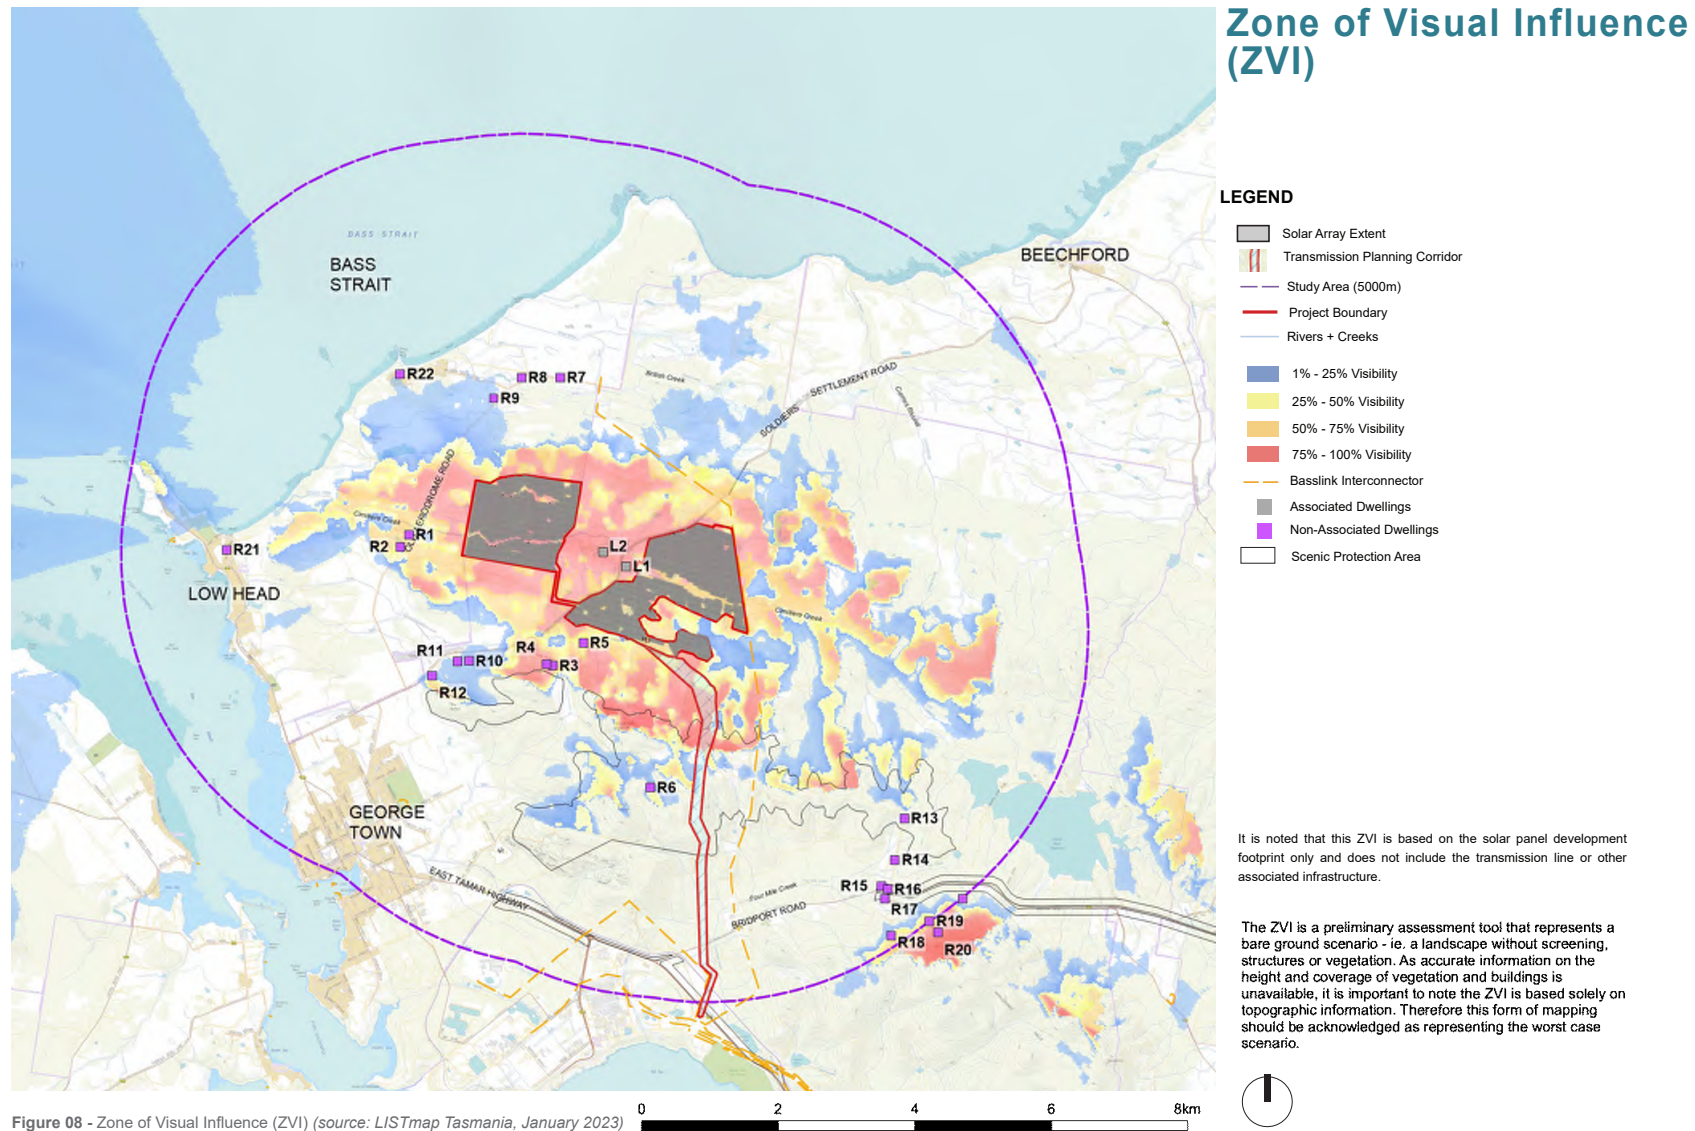 Zone of Visual Influence
(ZVI)
LEGEND
Solar Array Extent
Transmission Planning Corridor
Study Area (5000m)
Project Boundary
Rivers + Creeks
1% - 25% Visibility
25% - 50% Visibility
50% - 75% Visibility
75% - 100% Visibility
Basslink Interconnector
Associated Dwellings
Non-Associated Dwellings
Scenic Protection Area
BASS STRAIT
BASS
STRAIT
BEECHFORD
R22
R8
R7
R9
British Creek
SOLDIERS SETTLEMENT ROAD
R1
R2
L2
L1
R21
LOW HEAD
R5
R4
R3
R11
R10
R12
R6
GEORGE
TOWN
R13
R14
R15
R16
R17
EAST TAMAR HIGHWAY
Four Mile Creek
BRIDPORT ROAD
R19
R18
R20
It is noted that this ZVI is based on the solar panel development
footprint only and does not include the transmission line or other
associated infrastructure.
The ZVI is a preliminary assessment tool that represents a
bare ground scenario - ie. a landscape without screening,
structures or vegetation. As accurate information on the
height and coverage of vegetation and buildings is
unavailable, it is important to note the ZVI is based solely on
topographic information. Therefore this form of mapping
should be acknowledged as representing the worst case
scenario.
0 2 4 6 8km
Figure 08 - Zone of Visual Influence (ZVI) (source: LISTmap Tasmania, January 2023)